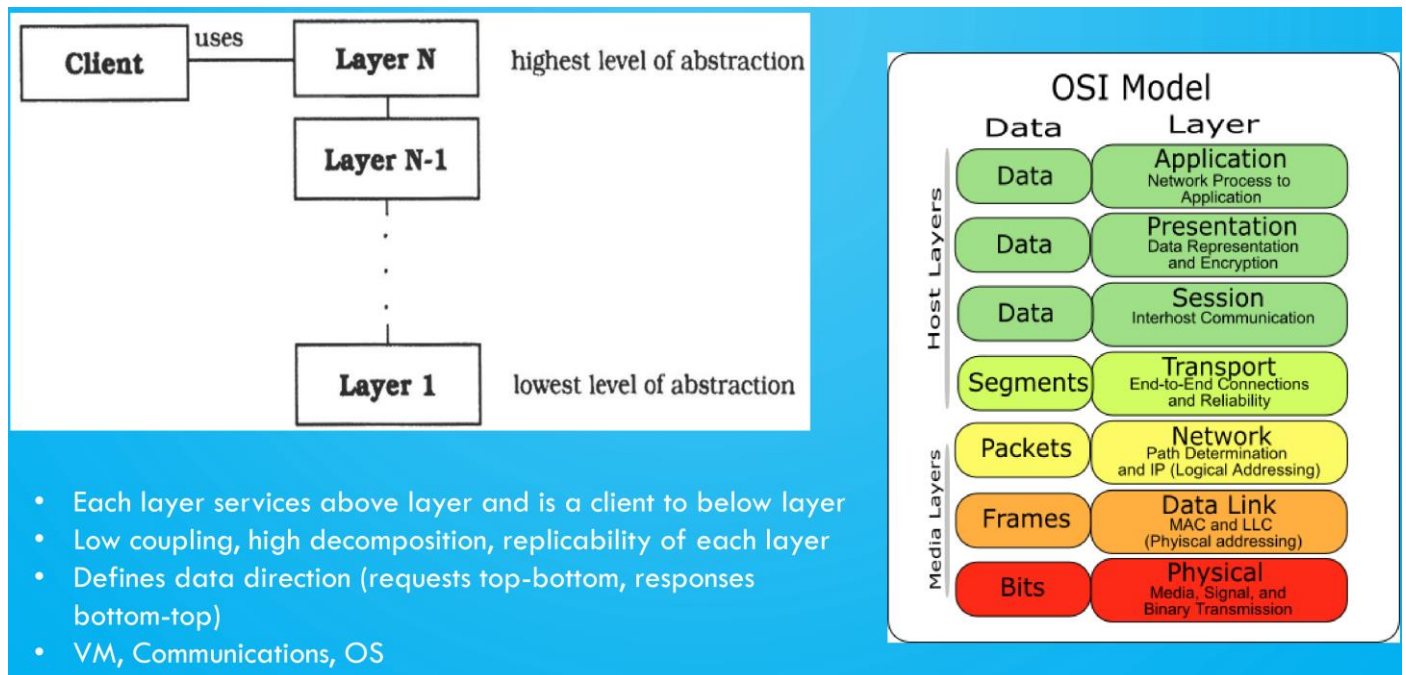 Client
uses
Layer N
highest level of abstraction
Layer N-1
Layer 1
lowest level of abstraction
• Each layer services above layer and is a client to below layer
• Low coupling, high decomposition, replicability of each layer
• Defines data direction (requests top-bottom, responses
bottom-top)
• VM, Communications, OS
OSI Model
Data Layer
Host Layers
Data
Application
Network Process to
Application
Data
Presentation
Data Representation
and Encryption
Data
Session
Interhost Communication
Segments
Transport
End-to-End Connections
and Reliability
Media Layers
Packets
Network
Path Determination
and IP (Logical Addressing)
Frames
Data Link
MAC and LLC
(Phyiscal addressing)
Bits
Physical
Media, Signal, and
Binary Transmission